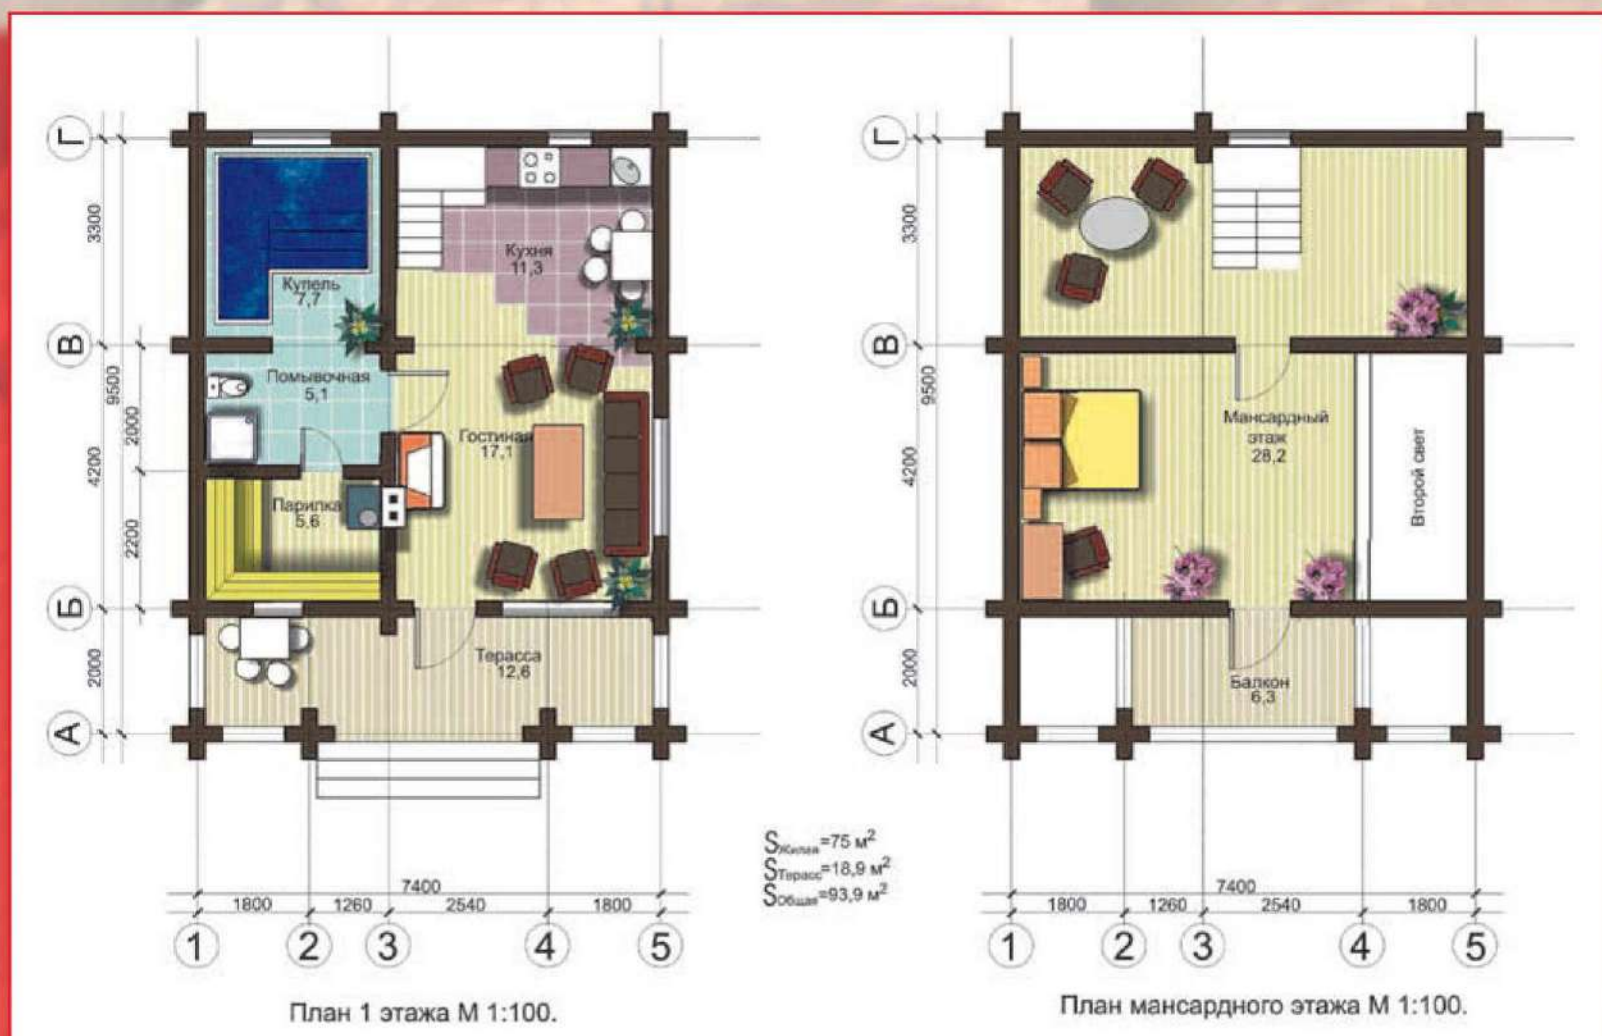 Г
В
Б
А
3300
9500
4200
2000
2200
2000
Купель
7,7
Кухня
11,3
Помывочная
5,1
Гостиная
17,1
Парилка
5,6
Терасса
12,6
7400
1800
1260
2540
1800
1
2
3
4
5
План 1 этажа М 1:100.
Sжилая=75 м²
Sтерасс=18,9 м²
Sобщая=93,9 м²
Г
В
Б
А
3300
9500
4200
2000
Мансардный
этаж
28,2
Второй свет
Балкон
6,3
7400
1800
1260
2540
1800
1
2
3
4
5
План мансардного этажа М 1:100.